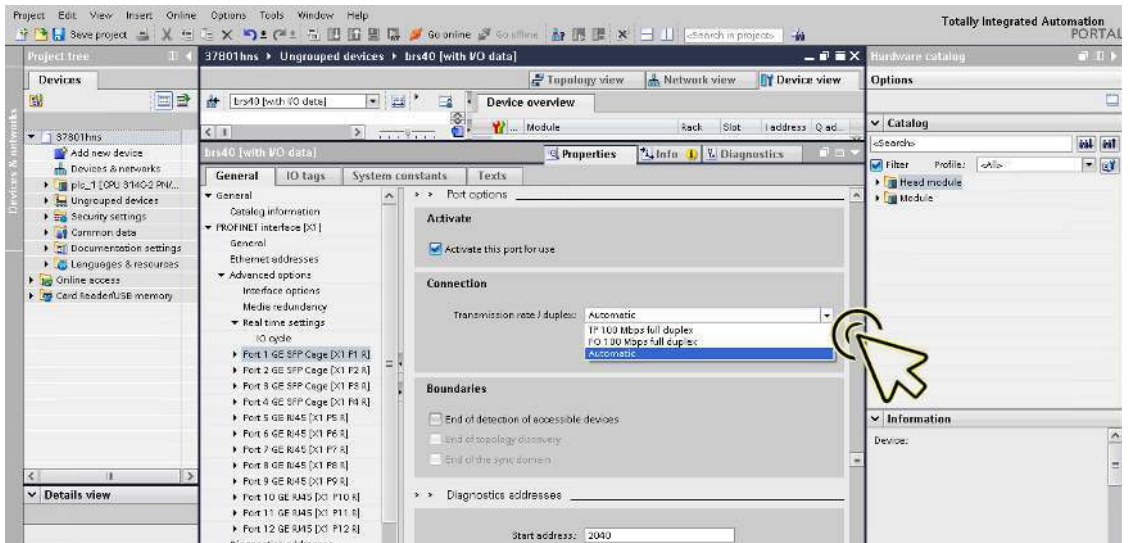 Project Edit View Insert Online Options Tools Window Help
Totally Integrated Automation
PORTAL
Save project
Go online
Go offline
<Search in project>
Project tree
37801hns
Ungrouped devices
brs40 [with I/O data]
Hardware catalog
Devices
Topology view
Network view
Device view
Options
brs40 [with I/O data]
Device overview
... Module Rack Slot I address Q ad...
Catalog
<Search>
Filter Profile: <All>
Head module
Module
Devices & networks
37801hns
Add new device
Devices & networks
plc_1 [CPU 314C-2 PN/...
Ungrouped devices
Security settings
Common data
Documentation settings
Languages & resources
Online access
Card Reader/USB memory
Details view
brs40 [with I/O data]
Properties
Info
Diagnostics
General
IO tags
System constants
Texts
General
Catalog information
PROFINET interface [X1]
General
Ethernet addresses
Advanced options
Interface options
Media redundancy
Real time settings
IO cycle
Port 1 GE SFP Cage [X1 P1 R]
Port 2 GE SFP Cage [X1 P2 R]
Port 3 GE SFP Cage [X1 P3 R]
Port 4 GE SFP Cage [X1 P4 R]
Port 5 GE RJ45 [X1 P5 R]
Port 6 GE RJ45 [X1 P6 R]
Port 7 GE RJ45 [X1 P7 R]
Port 8 GE RJ45 [X1 P8 R]
Port 9 GE RJ45 [X1 P9 R]
Port 10 GE RJ45 [X1 P10 R]
Port 11 GE RJ45 [X1 P11 R]
Port 12 GE RJ45 [X1 P12 R]
Port options
Activate
Activate this port for use
Connection
Transmission rate / duplex: Automatic
TP 100 Mbps full duplex
FO 100 Mbps full duplex
Automatic
Boundaries
End of detection of accessible devices
End of topology discovery
End of the sync domain
Diagnostics addresses
Start address: 2040
Information
Device: